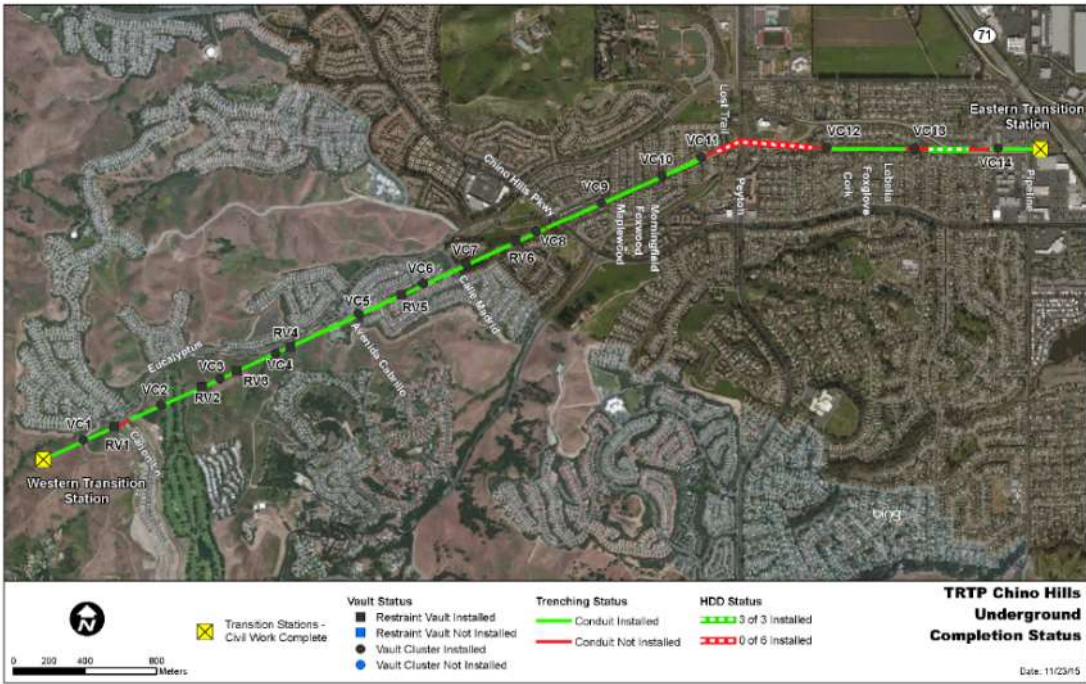 71
Eastern Transition
Station
Lost Trail
VC11
VC12
VC13
VC14
VC10
Chino Hills Pkwy
VC9
Peyton
Cork
Foxglove
Lobelia
Pipeline
Morningfield
Foxwood
Maplewood
VC8
RV6
VC7
VC6
Calle Madrid
RV5
VC5
Avenida Cabrillo
RV4
Eucalyptus
VC3
VC4
RV3
RV2
VC2
VC1
RV1
Western Transition
Station
bing
N
0 200 400 800
Meters
Transition Stations -
Civil Work Complete
Vault Status
Restraint Vault Installed
Restraint Vault Not Installed
Vault Cluster Installed
Vault Cluster Not Installed
Trenching Status
Conduit Installed
Conduit Not Installed
HDD Status
3 of 3 Installed
0 of 6 Installed
TRTP Chino Hills
Underground
Completion Status
Date: 11/23/15